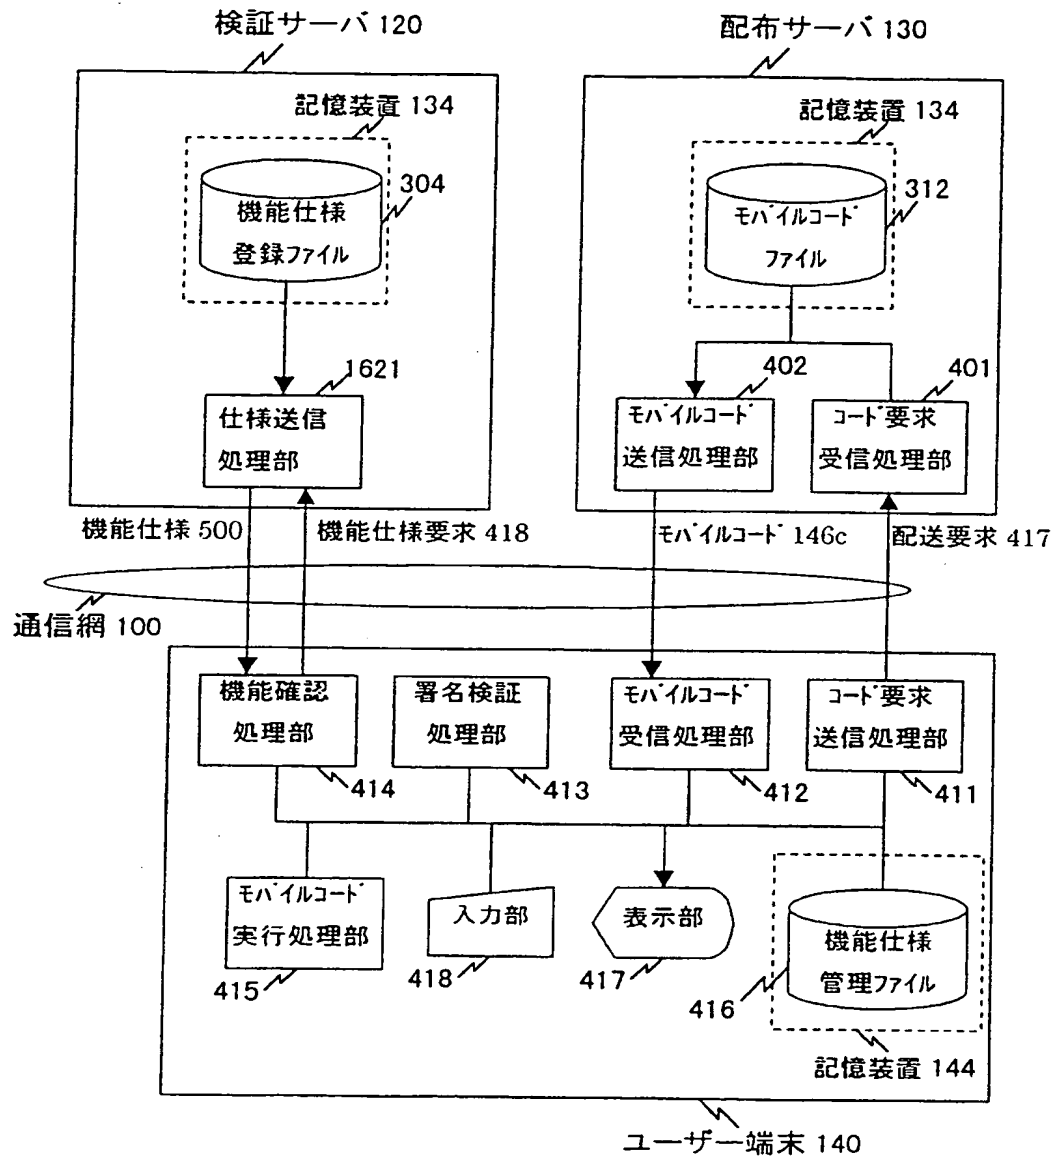 検証サーバ 120
配布サーバ 130
記憶装置 134
304
機能仕様
登録ファイル
1621
仕様送信
処理部
機能仕様 500
機能仕様要求 418
記憶装置 134
312
モバイルコード
ファイル
402
モバイルコード
送信処理部
401
コード要求
受信処理部
モバイルコード 146c
配送要求 417
通信網 100
機能確認
処理部
414
署名検証
処理部
413
モバイルコード
受信処理部
412
コード要求
送信処理部
411
モバイルコード
実行処理部
415
入力部
418
表示部
417
機能仕様
管理ファイル
416
記憶装置 144
ユーザー端末 140